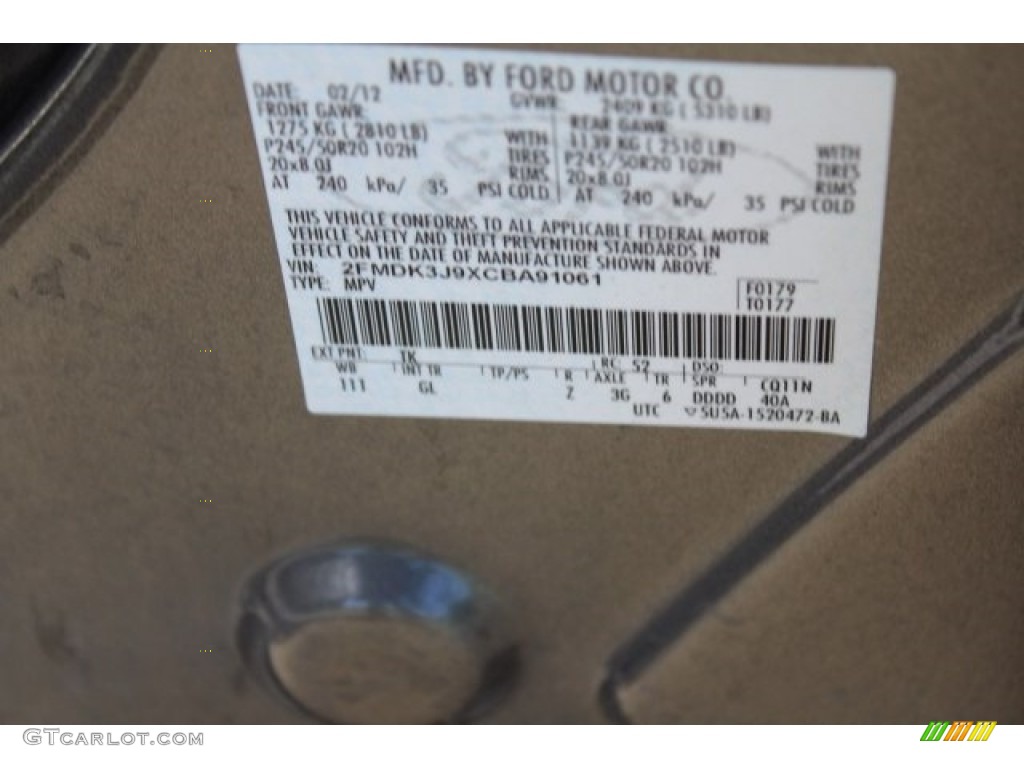 MFD. BY FORD MOTOR CO.
DATE: 02/12 GVWR: 2409 KG ( 5310 LB)
FRONT GAWR: REAR GAWR:
1275 KG ( 2810 LB) WITH 1139 KG ( 2510 LB) WITH
P245/50R20 102H TIRES P245/50R20 102H TIRES
20x8.0J RIMS 20x8.0J RIMS
AT 240 kPa/ 35 PSI COLD AT 240 kPa/ 35 PSI COLD
THIS VEHICLE CONFORMS TO ALL APPLICABLE FEDERAL MOTOR
VEHICLE SAFETY AND THEFT PREVENTION STANDARDS IN
EFFECT ON THE DATE OF MANUFACTURE SHOWN ABOVE.
VIN: 2FMDK3J9XCBA91061
TYPE: MPV
F0179
T0177
EXT PNT: TK RC: 52 DSO:
WB INT TR TP/PS R AXLE TR SPR CQ11N
111 GL Z 3G 6 DDDD 40A
UTC ▽5U5A-1520472-BA
GTcarlot.com